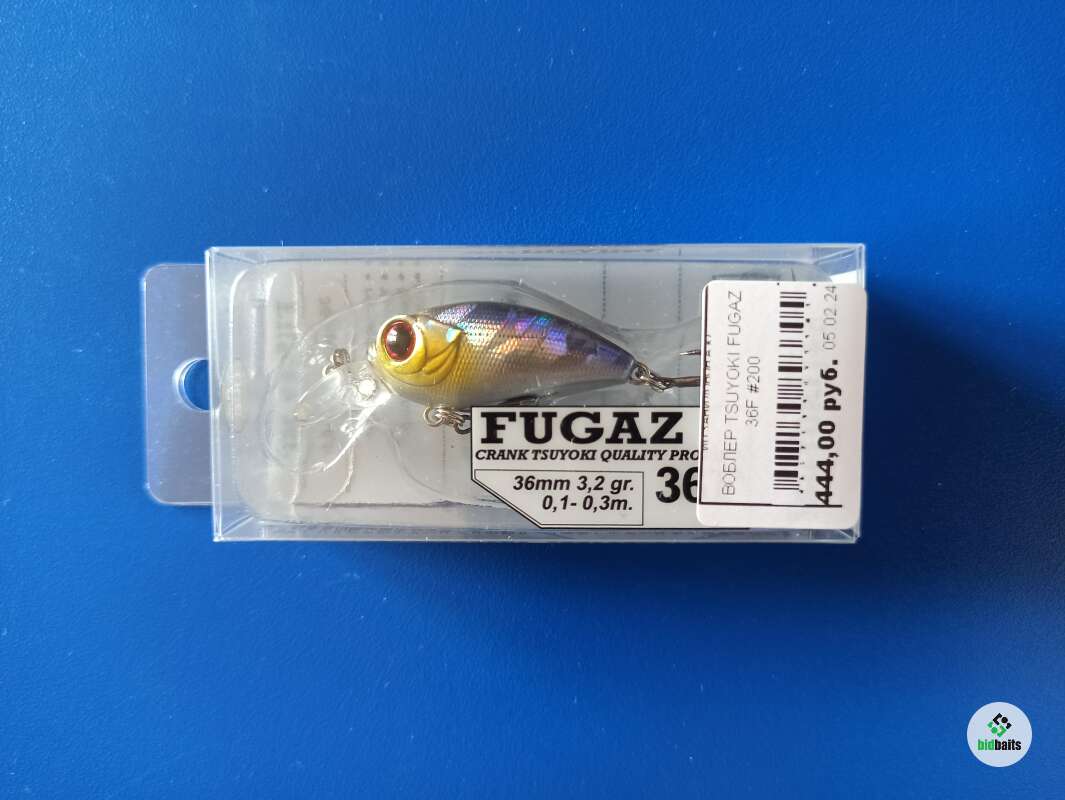 FUGAZ
CRANK TSUYOKI QUALITY PRO
36mm 3,2 gr.
0,1- 0,3m.
36
ВОБЛЕР TSUYOKI FUGAZ
36F #200
444,00 руб. 05 02 24
bidbaits